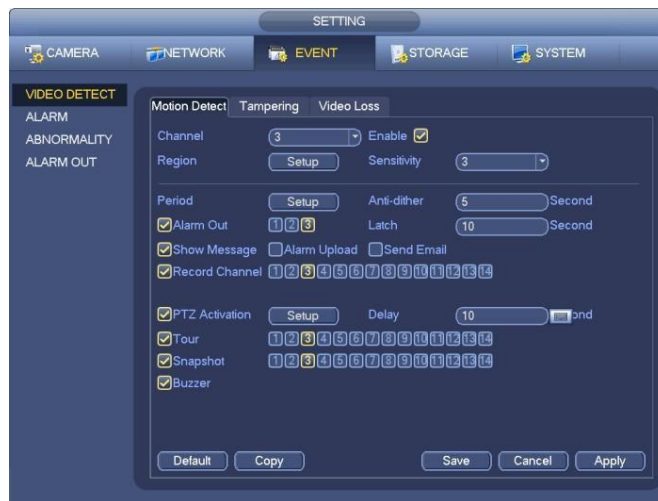 SETTING
CAMERA NETWORK EVENT STORAGE SYSTEM
VIDEO DETECT
ALARM
ABNORMALITY
ALARM OUT
Motion Detect Tampering Video Loss
Channel 3 Enable
Region Setup Sensitivity 3
Period Setup Anti-dither 5 Second
Alarm Out 1 2 3 Latch 10 Second
Show Message Alarm Upload Send Email
Record Channel 1 2 3 4 5 6 7 8 9 10 11 12 13 14
PTZ Activation Setup Delay 10 ond
Tour 1 2 3 4 5 6 7 8 9 10 11 12 13 14
Snapshot 1 2 3 4 5 6 7 8 9 10 11 12 13 14
Buzzer
Default Copy Save Cancel Apply